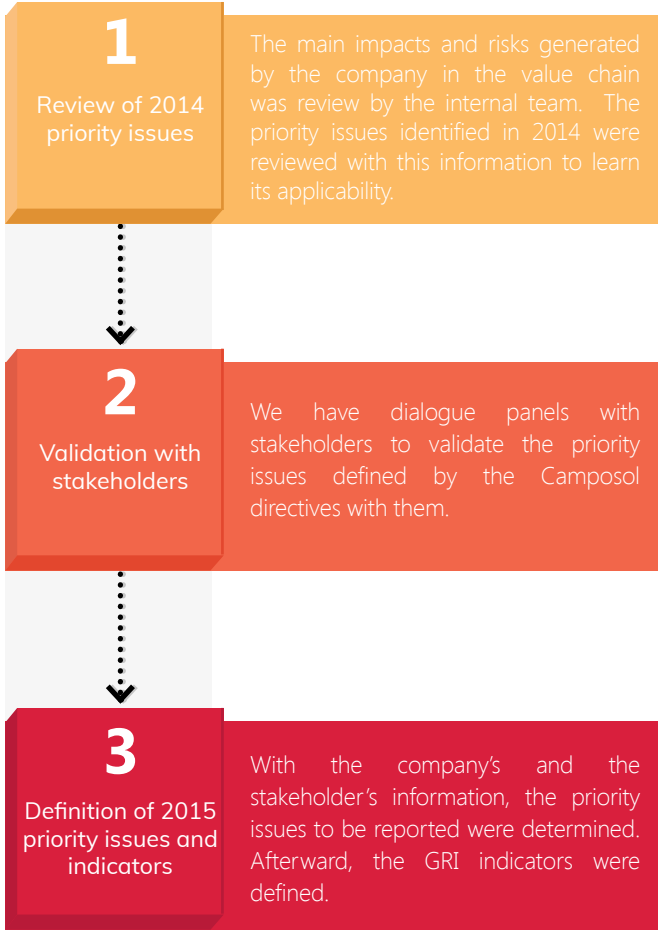 1
Review of 2014
priority issues
The main impacts and risks generated
by the company in the value chain
was review by the internal team. The
priority issues identified in 2014 were
reviewed with this information to learn
its applicability.
2
Validation with
stakeholders
We have dialogue panels with
stakeholders to validate the priority
issues defined by the Camposol
directives with them.
3
Definition of 2015
priority issues and
indicators
With the company's and the
stakeholder's information, the priority
issues to be reported were determined.
Afterward, the GRI indicators were
defined.